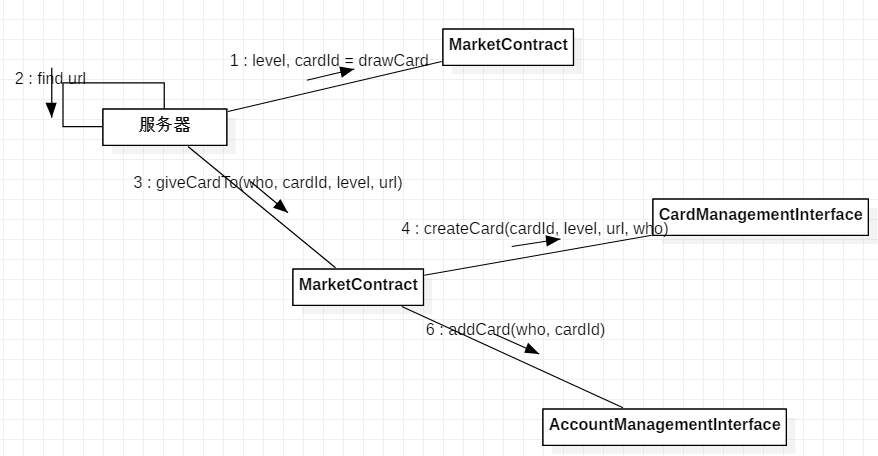 MarketContract
1 : level, cardId = drawCard
2 : find url
服务器
3 : giveCardTo(who, cardId, level, url)
CardManagementInterface
4 : createCard(cardId, level, url, who)
MarketContract
6 : addCard(who, cardId)
AccountManagementInterface